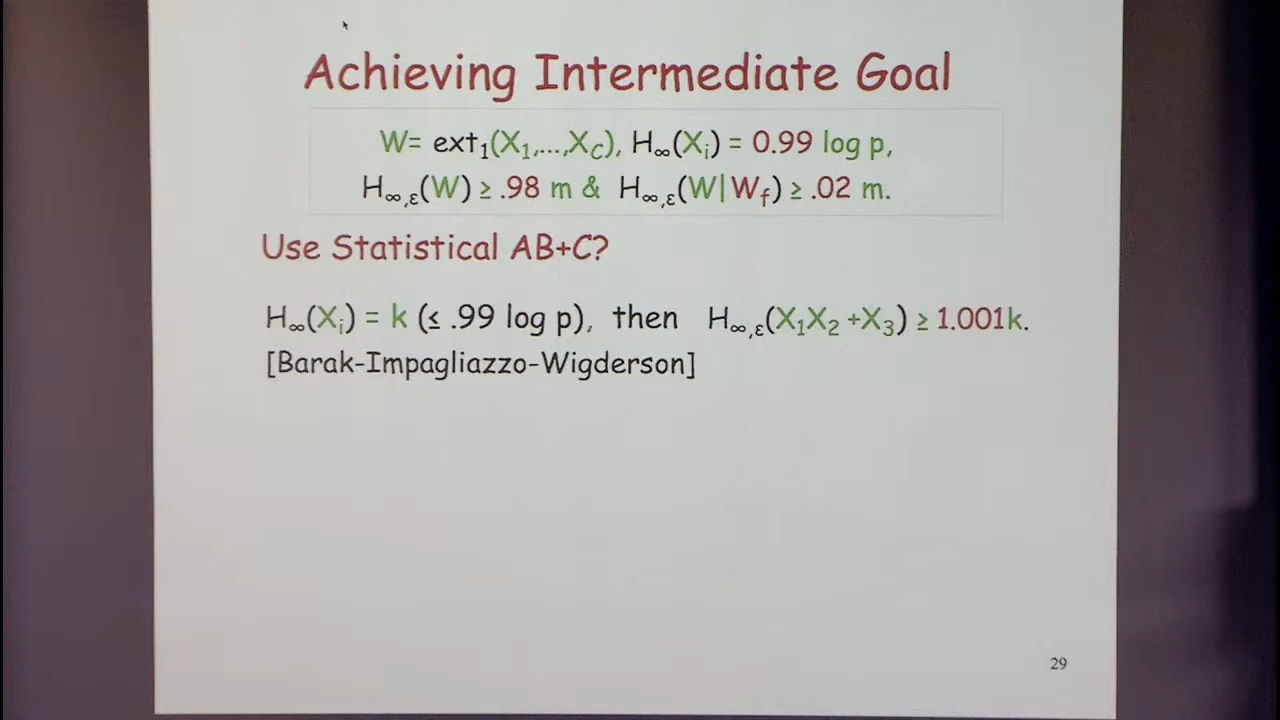 Achieving Intermediate Goal
W= ext₁(X₁,...,X_C), H∞(Xᵢ) = 0.99 log p,
H∞,ε(W) ≥ .98 m & H∞,ε(W|W_f) ≥ .02 m.
Use Statistical AB+C?
H∞(Xᵢ) = k (≤ .99 log p), then H∞,ε(X₁X₂ +X₃) ≥ 1.001k.
[Barak-Impagliazzo-Wigderson]
29